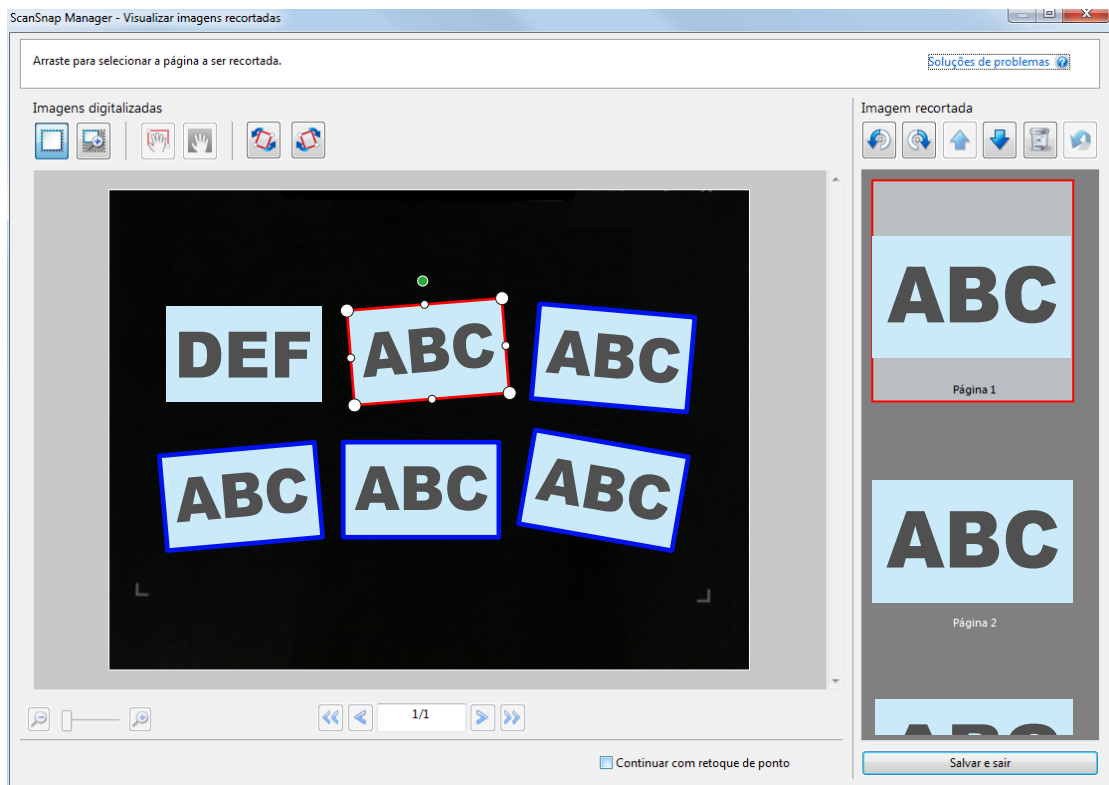 ScanSnap Manager - Visualizar imagens recortadas
Arraste para selecionar a página a ser recortada.
Soluções de problemas
Imagens digitalizadas
Imagem recortada
DEF
ABC
ABC
ABC
ABC
ABC
ABC
Página 1
ABC
Página 2
ABC
1/1
Continuar com retoque de ponto
Salvar e sair